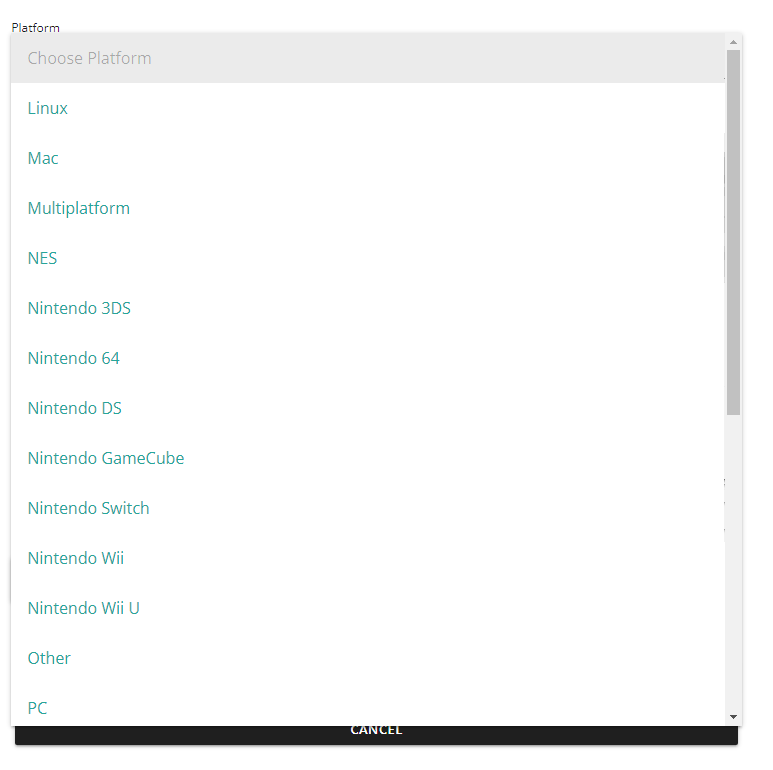 Platform
Choose Platform
Linux
Mac
Multiplatform
NES
Nintendo 3DS
Nintendo 64
Nintendo DS
Nintendo GameCube
Nintendo Switch
Nintendo Wii
Nintendo Wii U
Other
PC
CANCEL